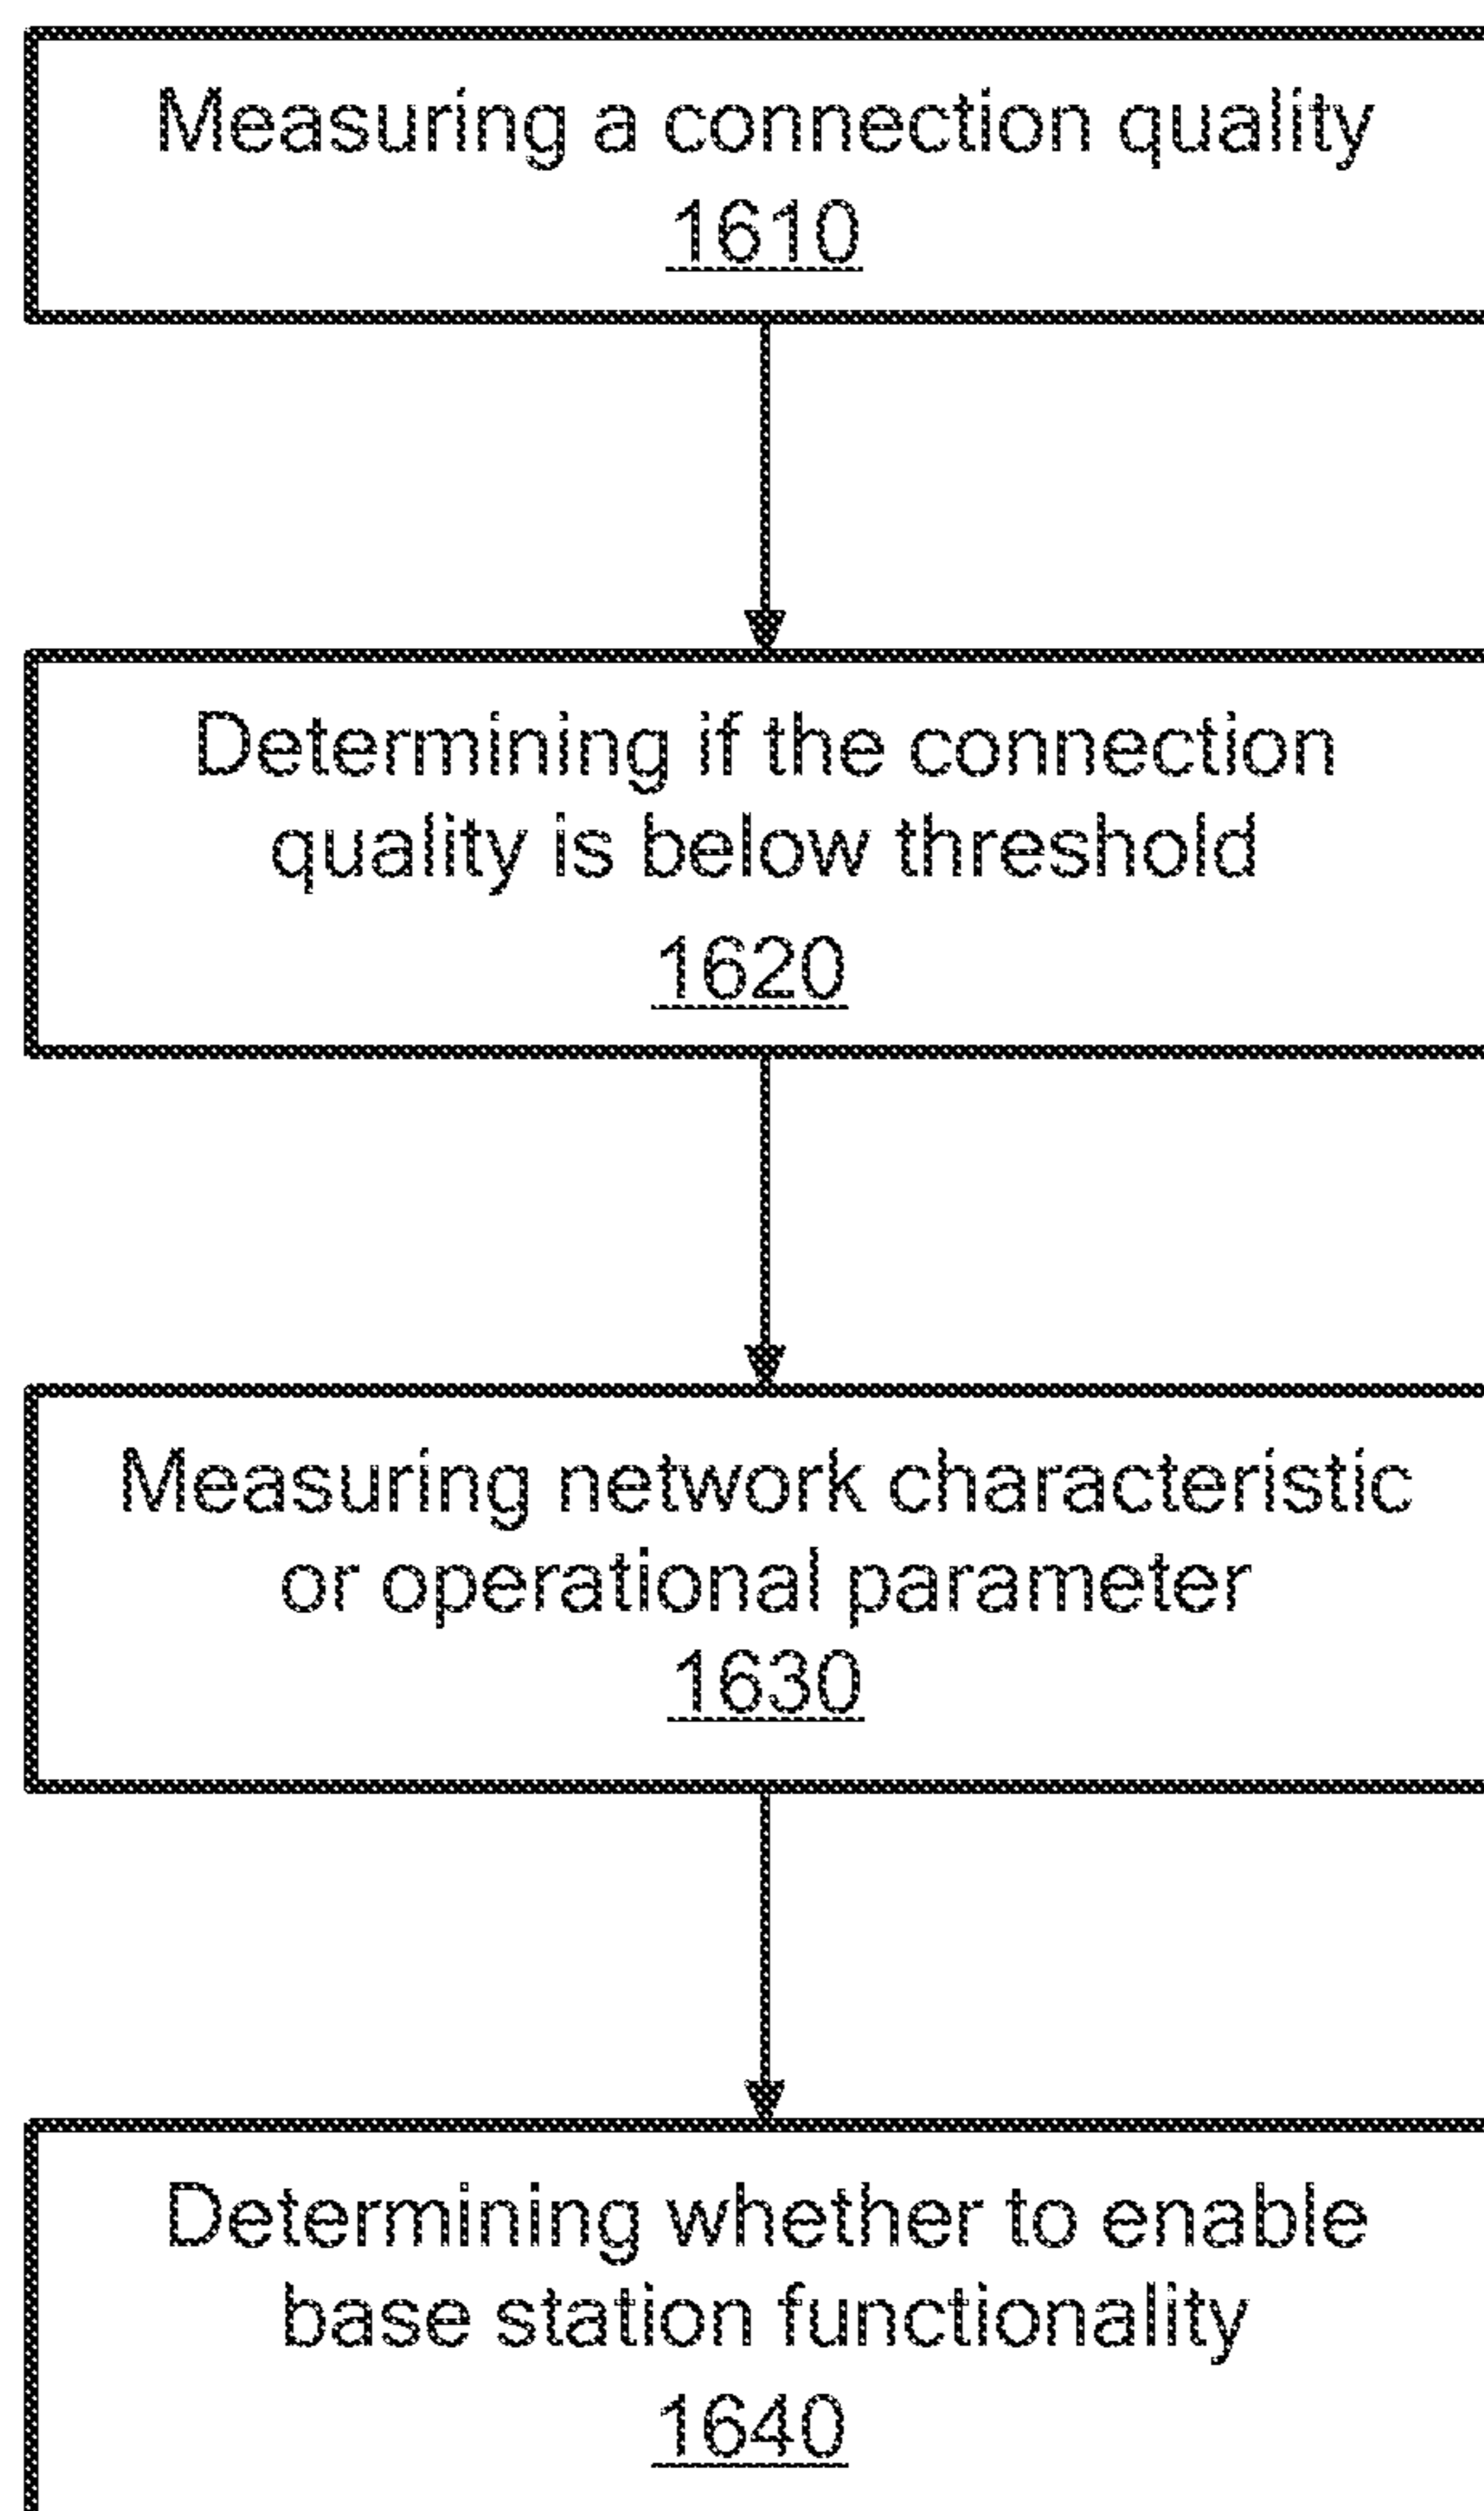 Measuring a connection quality
1610
Determining if the connection
quality is below threshold
1620
Measuring network characteristic
or operational parameter
1630
Determining whether to enable
base station functionality
1640